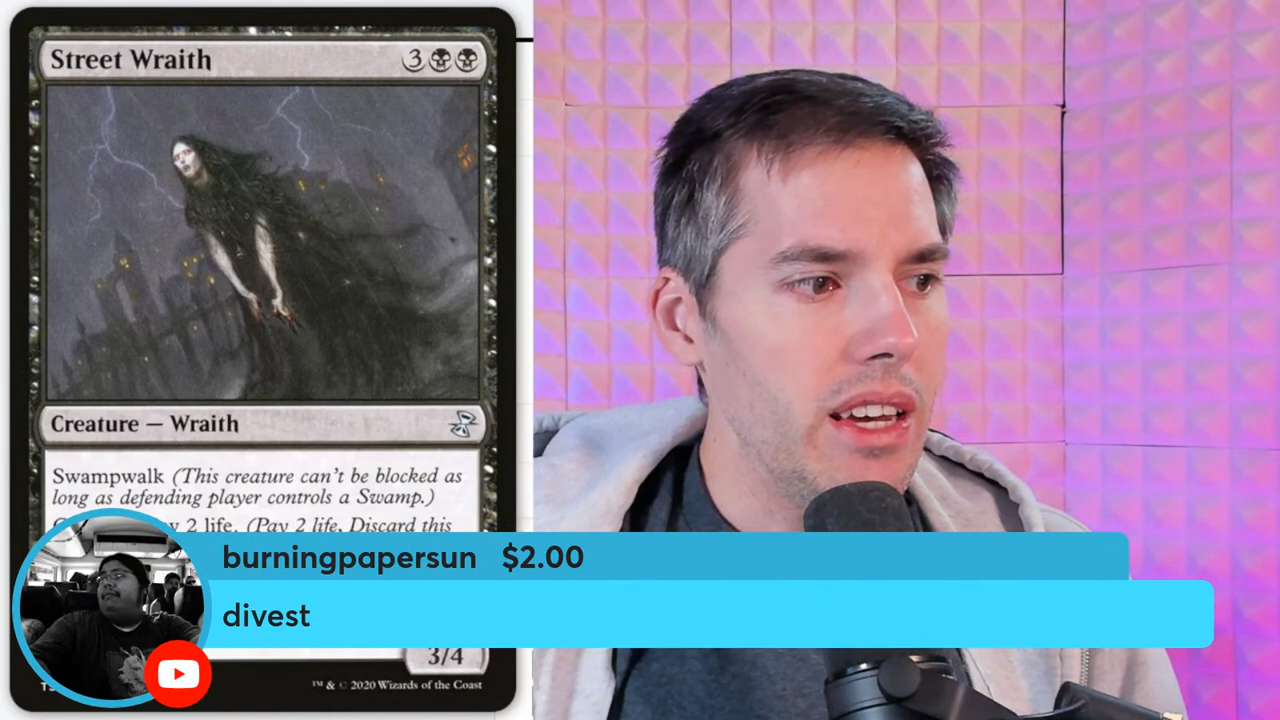 Street Wraith 3
Creature — Wraith
Swampwalk (This creature can't be blocked as
long as defending player controls a Swamp.)
2 life. (Pay 2 life, Discard this
burningpapersun $2.00
divest
3/4
™ & © 2020 Wizards of the Coast